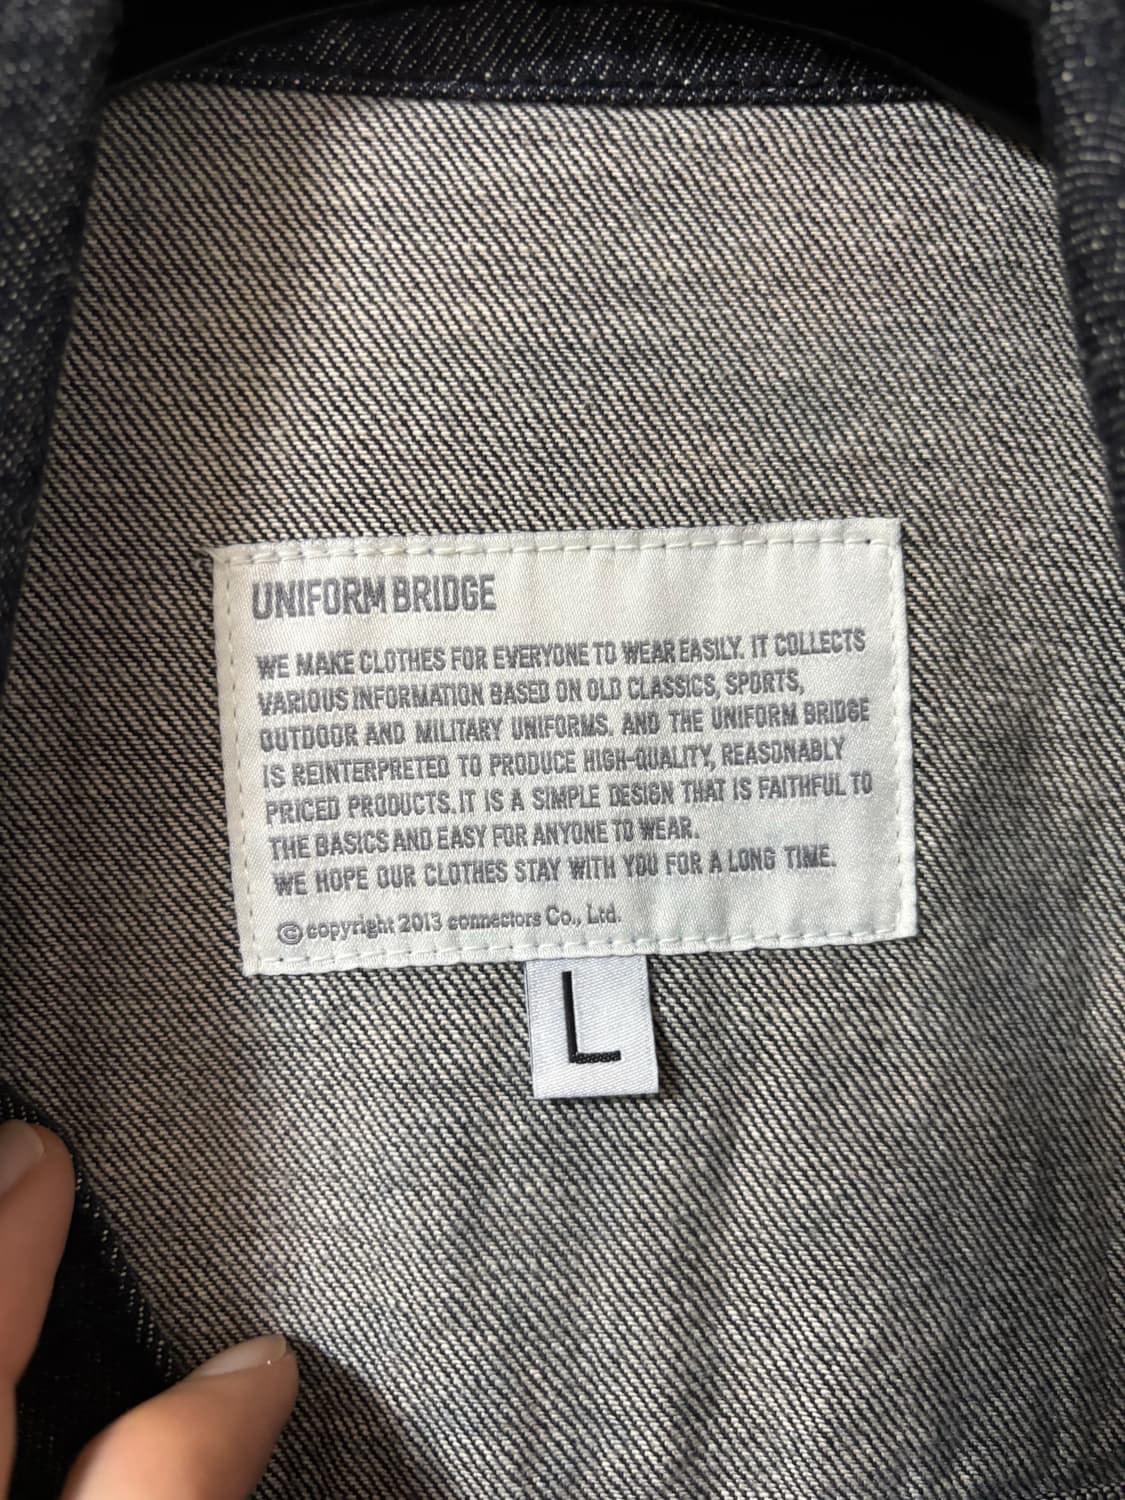 UNIFORM BRIDGE
WE MAKE CLOTHES FOR EVERYONE TO WEAR EASILY. IT COLLECTS
VARIOUS INFORMATION BASED ON OLD CLASSICS, SPORTS,
OUTDOOR AND MILITARY UNIFORMS. AND THE UNIFORM BRIDGE
IS REINTERPRETED TO PRODUCE HIGH-QUALITY, REASONABLY
PRICED PRODUCTS.IT IS A SIMPLE DESIGN THAT IS FAITHFUL TO
THE BASICS AND EASY FOR ANYONE TO WEAR.
WE HOPE OUR CLOTHES STAY WITH YOU FOR A LONG TIME.
© copyright 2013 connectors Co., Ltd.
L